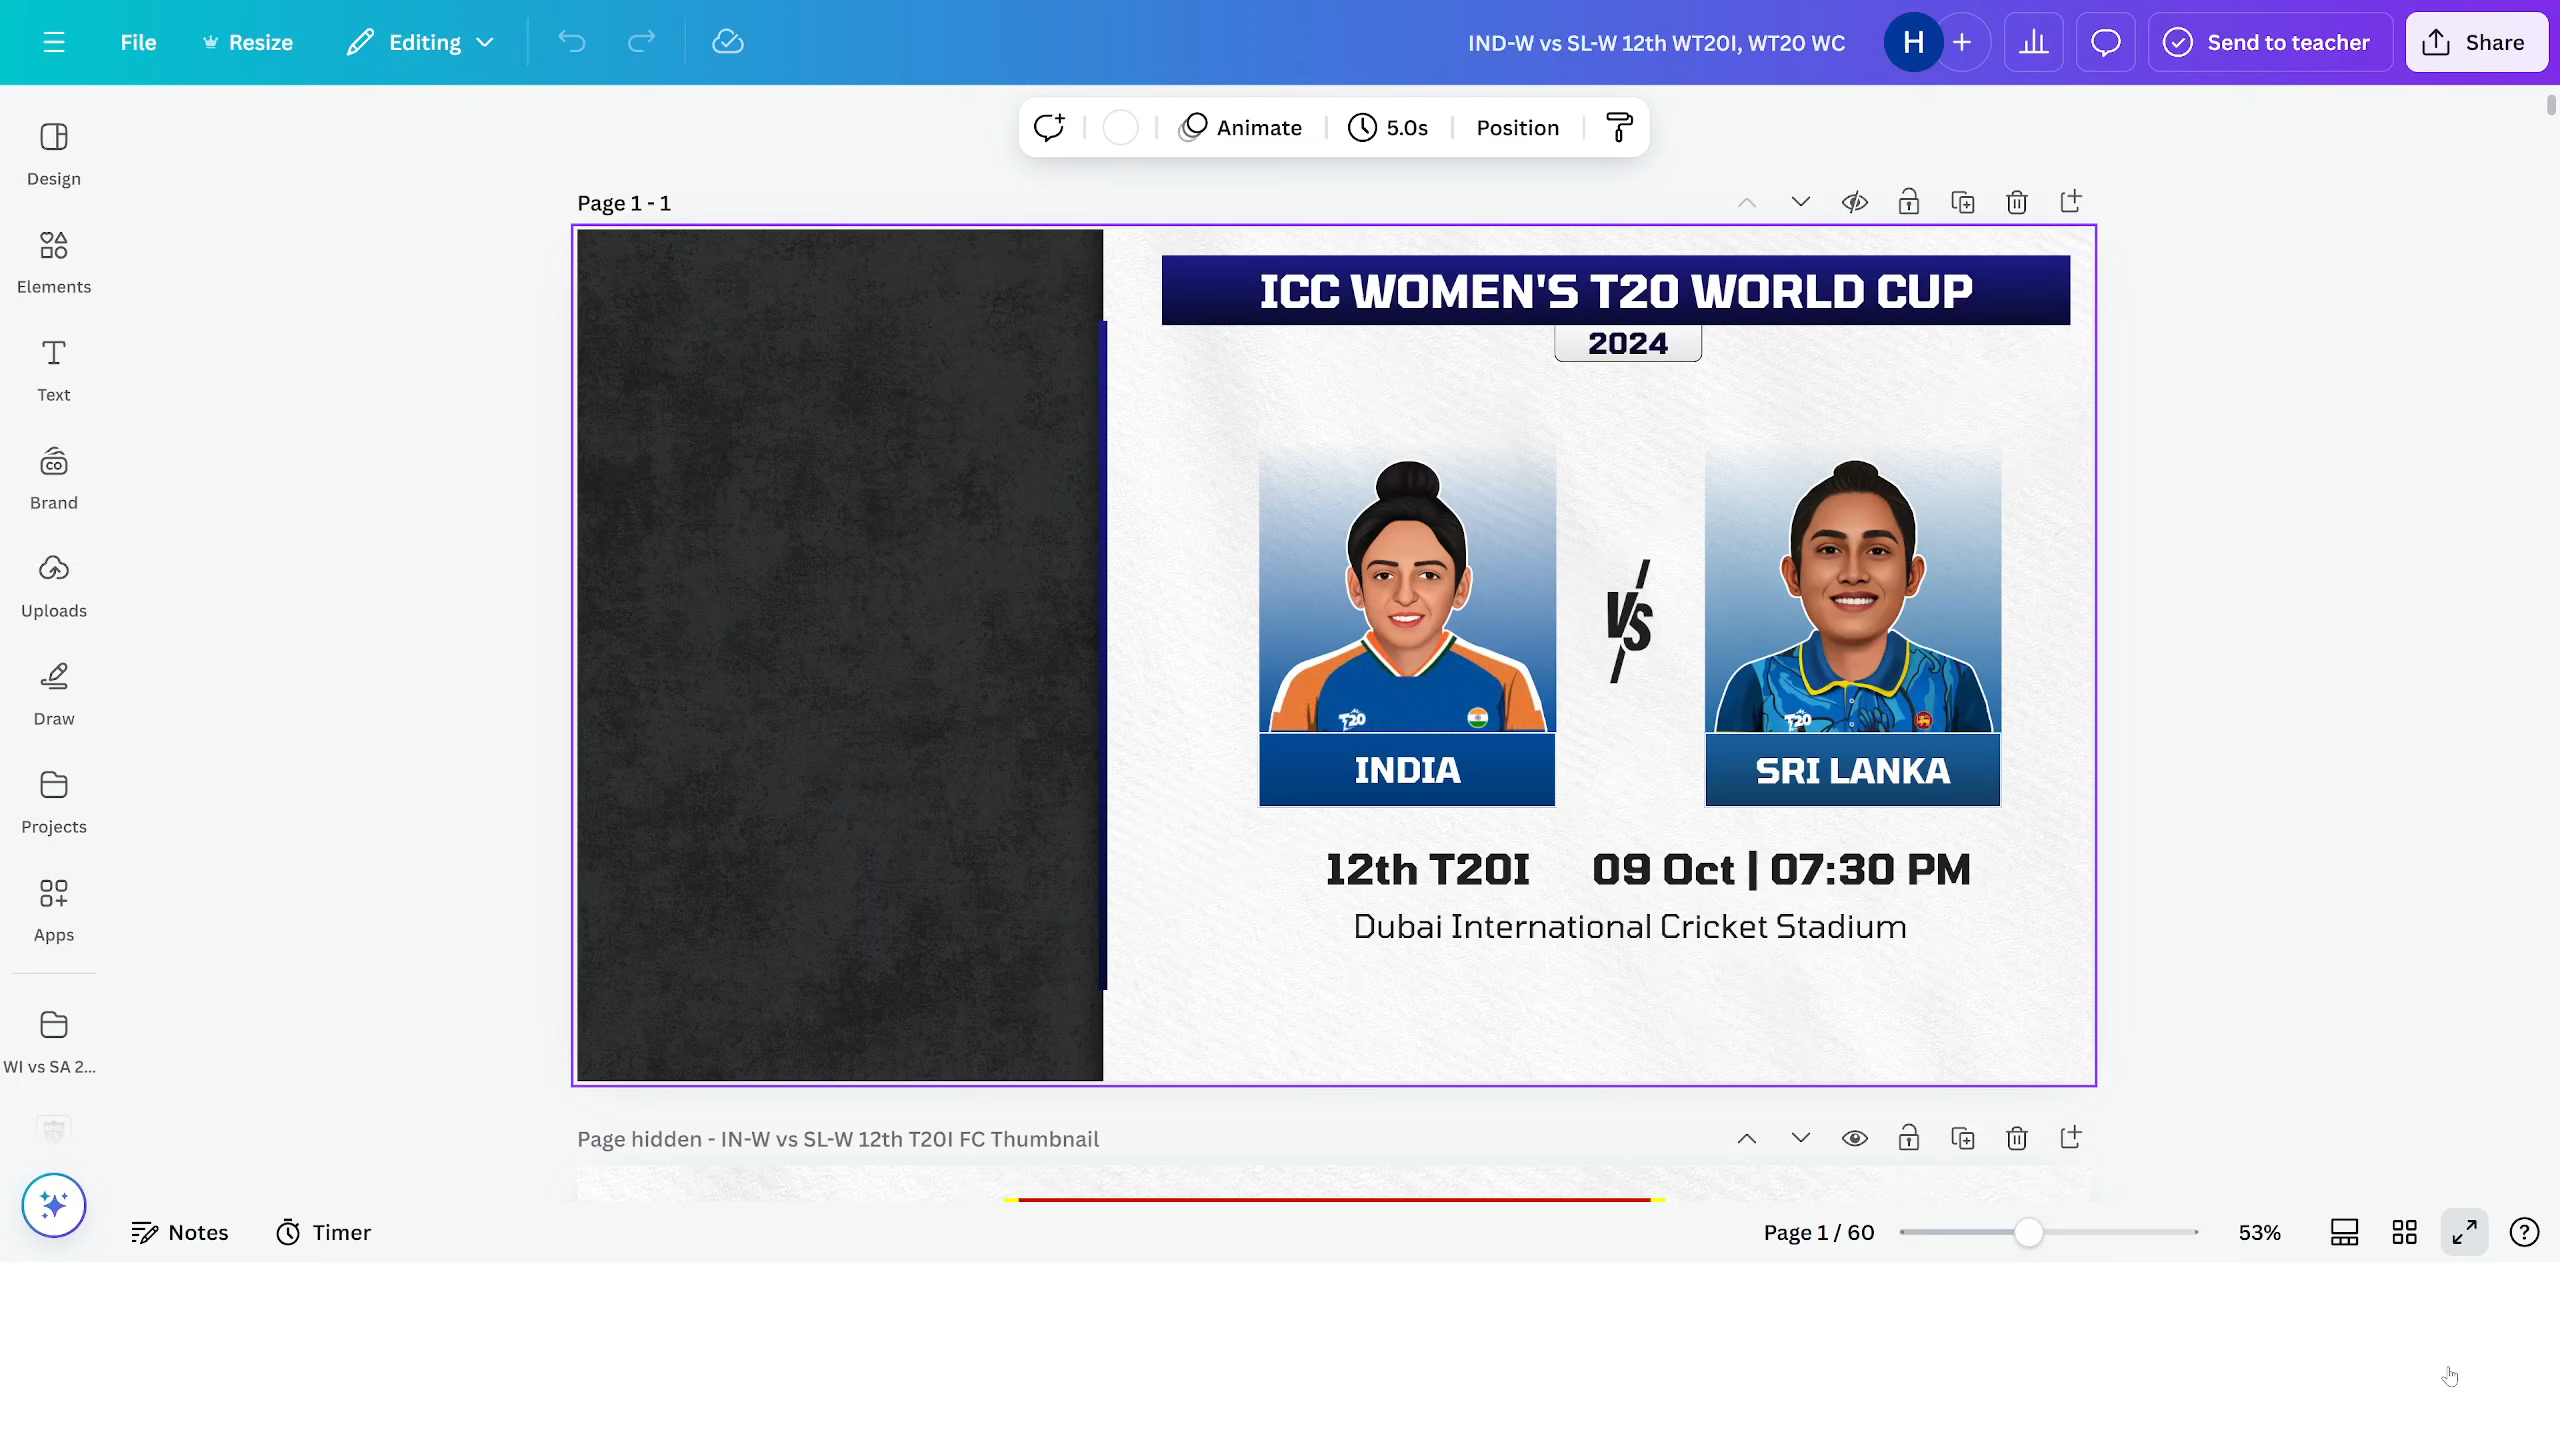 File
Resize
Editing
IND-W vs SL-W 12th WT20I, WT20 WC
H
Send to teacher
Share
Animate
5.0s
Position
Design
Elements
Text
Brand
Uploads
Draw
Projects
Apps
WI vs SA 2...
Page 1 - 1
ICC WOMEN'S T20 WORLD CUP
2024
VS
T20
T20
INDIA
SRI LANKA
12th T20I
09 Oct | 07:30 PM
Dubai International Cricket Stadium
Page hidden - IN-W vs SL-W 12th T20I FC Thumbnail
Notes
Timer
Page 1 / 60
53%